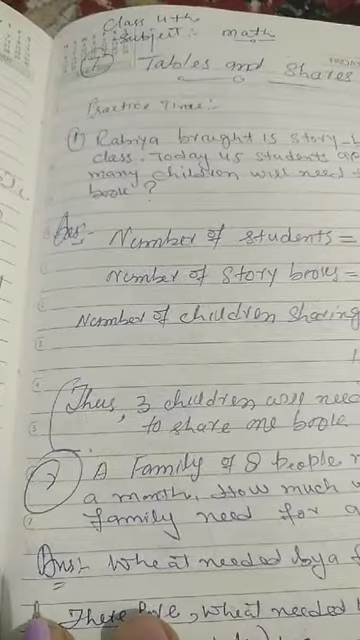 Class 4th
Subject:- math
7 Tables and Shares
Practice Time:-
① Rabiya brought 15 story-
class. Today 45 students
many children will need t
book?
Ans:- Number of students =
Number of story books =
Number of children sharing
Thus, 3 children will need
to share one book
② A Family of 8 people
a month. How much
family need for a
Ans:- Wheat needed by a f
There fore, wheat needed